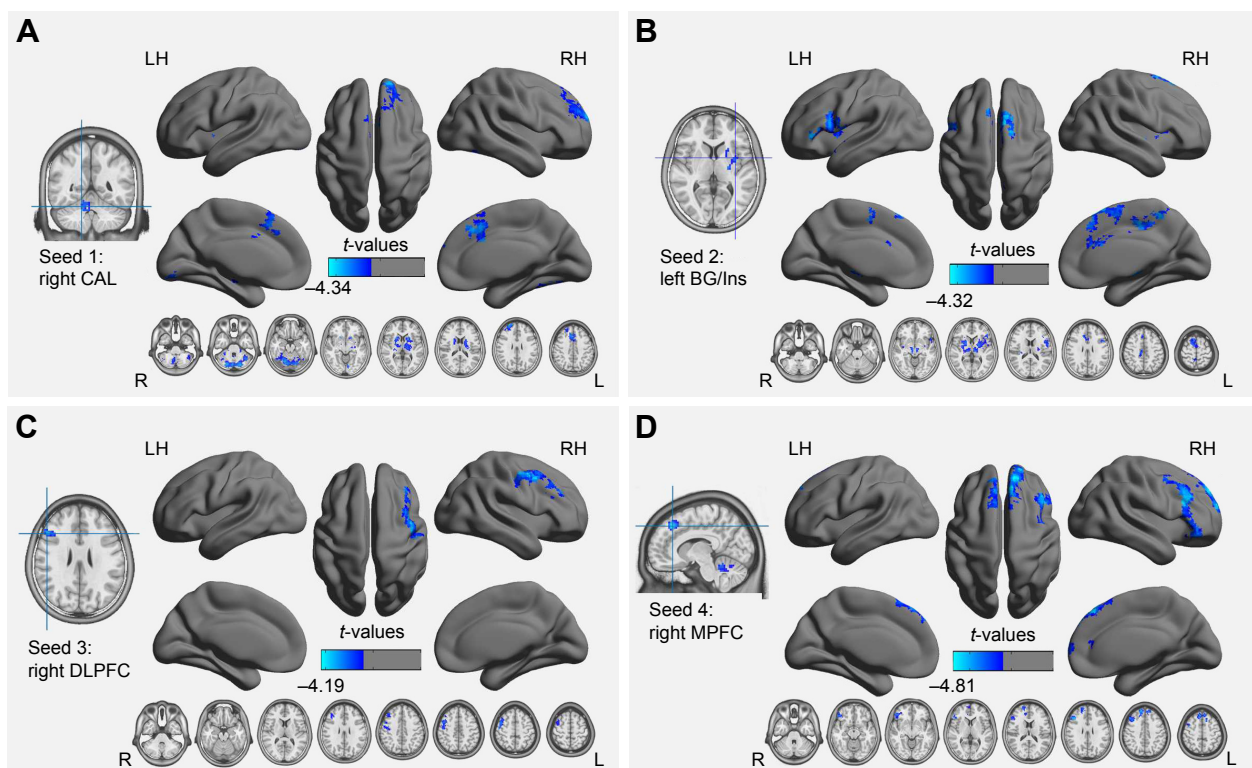 A
LH
RH
Seed 1:
right CAL
t-values
–4.34
R
L
B
LH
RH
Seed 2:
left BG/Ins
t-values
–4.32
R
L
C
LH
RH
Seed 3:
right DLPFC
t-values
–4.19
R
L
D
LH
RH
Seed 4:
right MPFC
t-values
–4.81
R
L